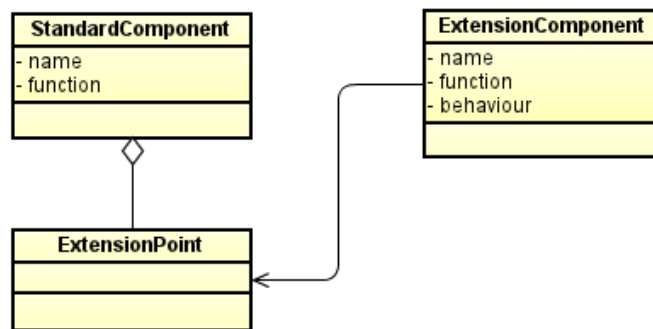 StandardComponent
- name
- function
ExtensionComponent
- name
- function
- behaviour
ExtensionPoint